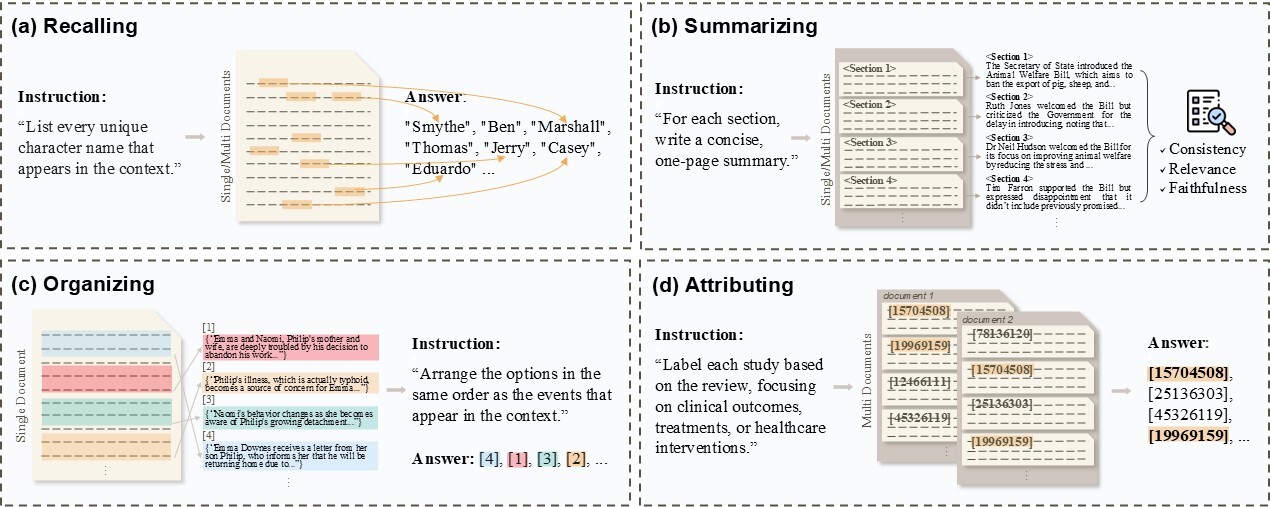 (a) Recalling
Instruction:
“List every unique
character name that
appears in the context.”
Single/Multi Documents
Answer:
"Smythe", "Ben", "Marshall",
"Thomas", "Jerry", "Casey",
"Eduardo" ...
(b) Summarizing
Instruction:
“For each section,
write a concise,
one-page summary.”
Single/Multi Documents
<Section 1>
<Section 2>
<Section 3>
<Section 4>
<Section 1>
The Secretary of State introduced the
Animal Welfare Bill, which aims to
ban the export of pig, sheep, and...
<Section 2>
Ruth Jones welcomed the Bill but
criticized the Government for the
delay in introducing, noting that...
<Section 3>
Dr Neil Hudson welcomed the Bill for
its focus on improving animal welfare
by reducing the stress and ...
<Section 4>
Tim Farron supported the Bill but
expressed disappointment that it
didn’t include previously promised...
✓ Consistency
✓ Relevance
✓ Faithfulness
(c) Organizing
Single Document
[1]
{"Emma and Naomi, Philip's mother and
wife, are deeply troubled by his decision to
abandon his work..."}
[2]
{"Philip's illness, which is actually typhoid,
becomes a source of concern for Emma..."}
[3]
{"Naomi's behavior changes as she becomes
aware of Philip's growing detachment..."}
[4]
{"Emma Downes receives a letter from her
son Philip, who informs her that he will be
returning home due to..."}
Instruction:
“Arrange the options in the
same order as the events that
appear in the context.”
Answer: [4], [1], [3], [2], ...
(d) Attributing
Instruction:
“Label each study based
on the review, focusing
on clinical outcomes,
treatments, or healthcare
interventions.”
Multi Documents
document 1
[15704508]
[19969159]
[12466111]
[45326119]
document 2
[78136120]
[15704508]
[25136303]
[19969159]
Answer:
[15704508],
[25136303],
[45326119],
[19969159], ...